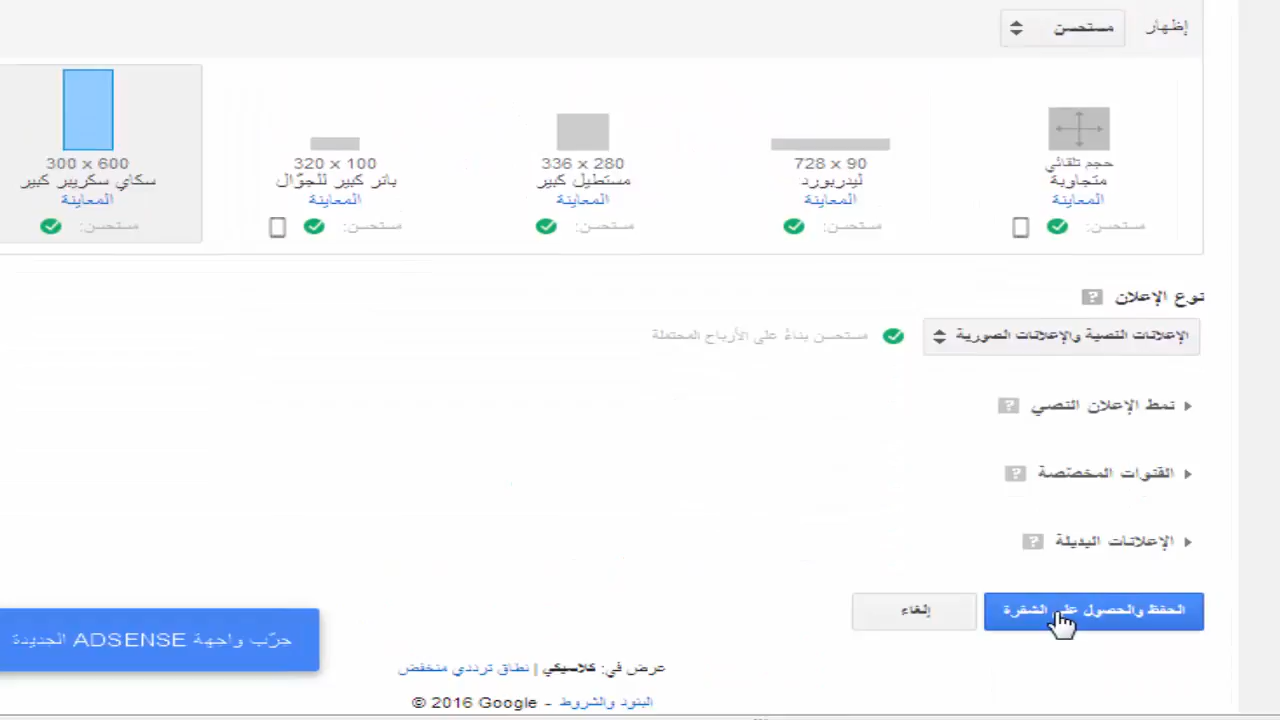 إظهار مستحسن
حجم تلقائي
متجاوبة
المعاينة
مستحسن:
728 x 90
ليدربورد
المعاينة
مستحسن:
336 x 280
مستطيل كبير
المعاينة
مستحسن:
320 x 100
بانر كبير للجوّال
المعاينة
مستحسن:
300 x 600
سكاي سكريبر كبير
المعاينة
مستحسن:
نوع الإعلان ?
الإعلانات النصية والإعلانات الصورية مستحسن بناءً على الأرباح المحتملة
نمط الإعلان النصي ?
القنوات المخصّصة ?
الإعلانات البديلة ?
الحفظ والحصول على الشفرة إلغاء
جرّب واجهة ADSENSE الجديدة
عرض في: كلاسيكي | نطاق ترددي منخفض
© 2016 Google - البنود والشروط